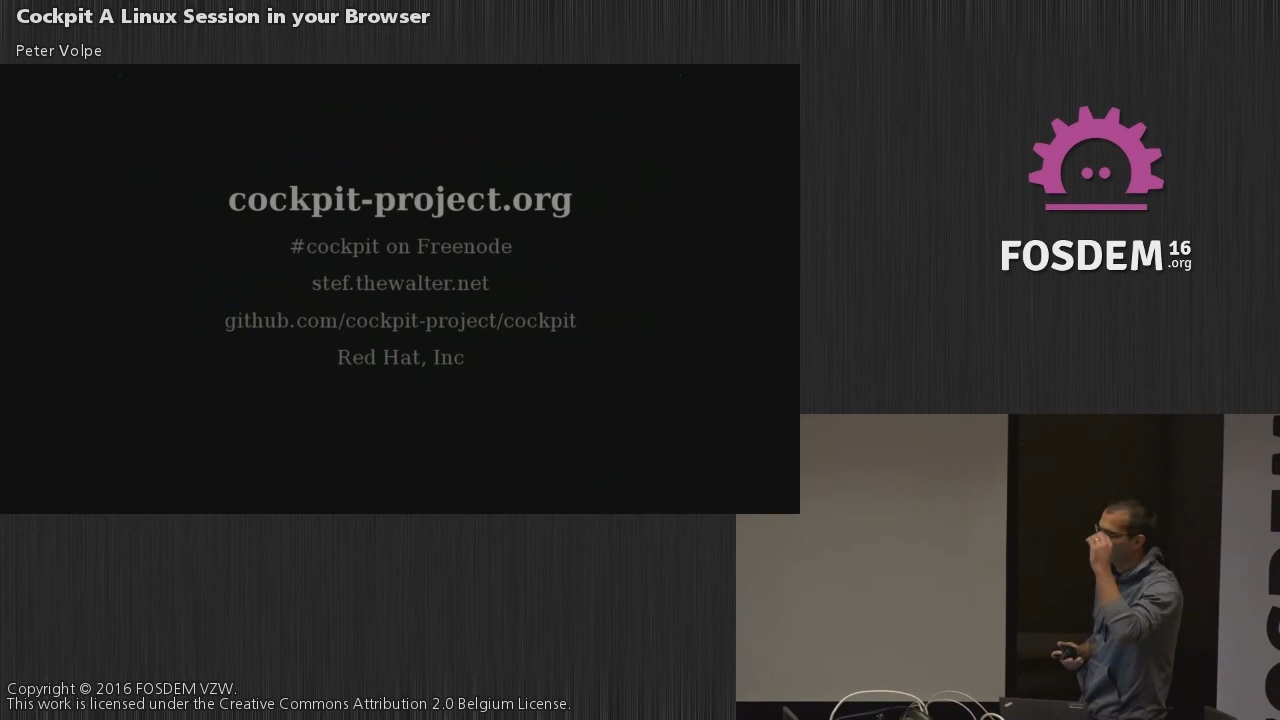 Cockpit A Linux Session in your Browser
Peter Volpe
cockpit-project.org
#cockpit on Freenode
stef.thewalter.net
github.com/cockpit-project/cockpit
Red Hat, Inc
FOSDEM 16
.org
Copyright © 2016 FOSDEM VZW.
This work is licensed under the Creative Commons Attribution 2.0 Belgium License.